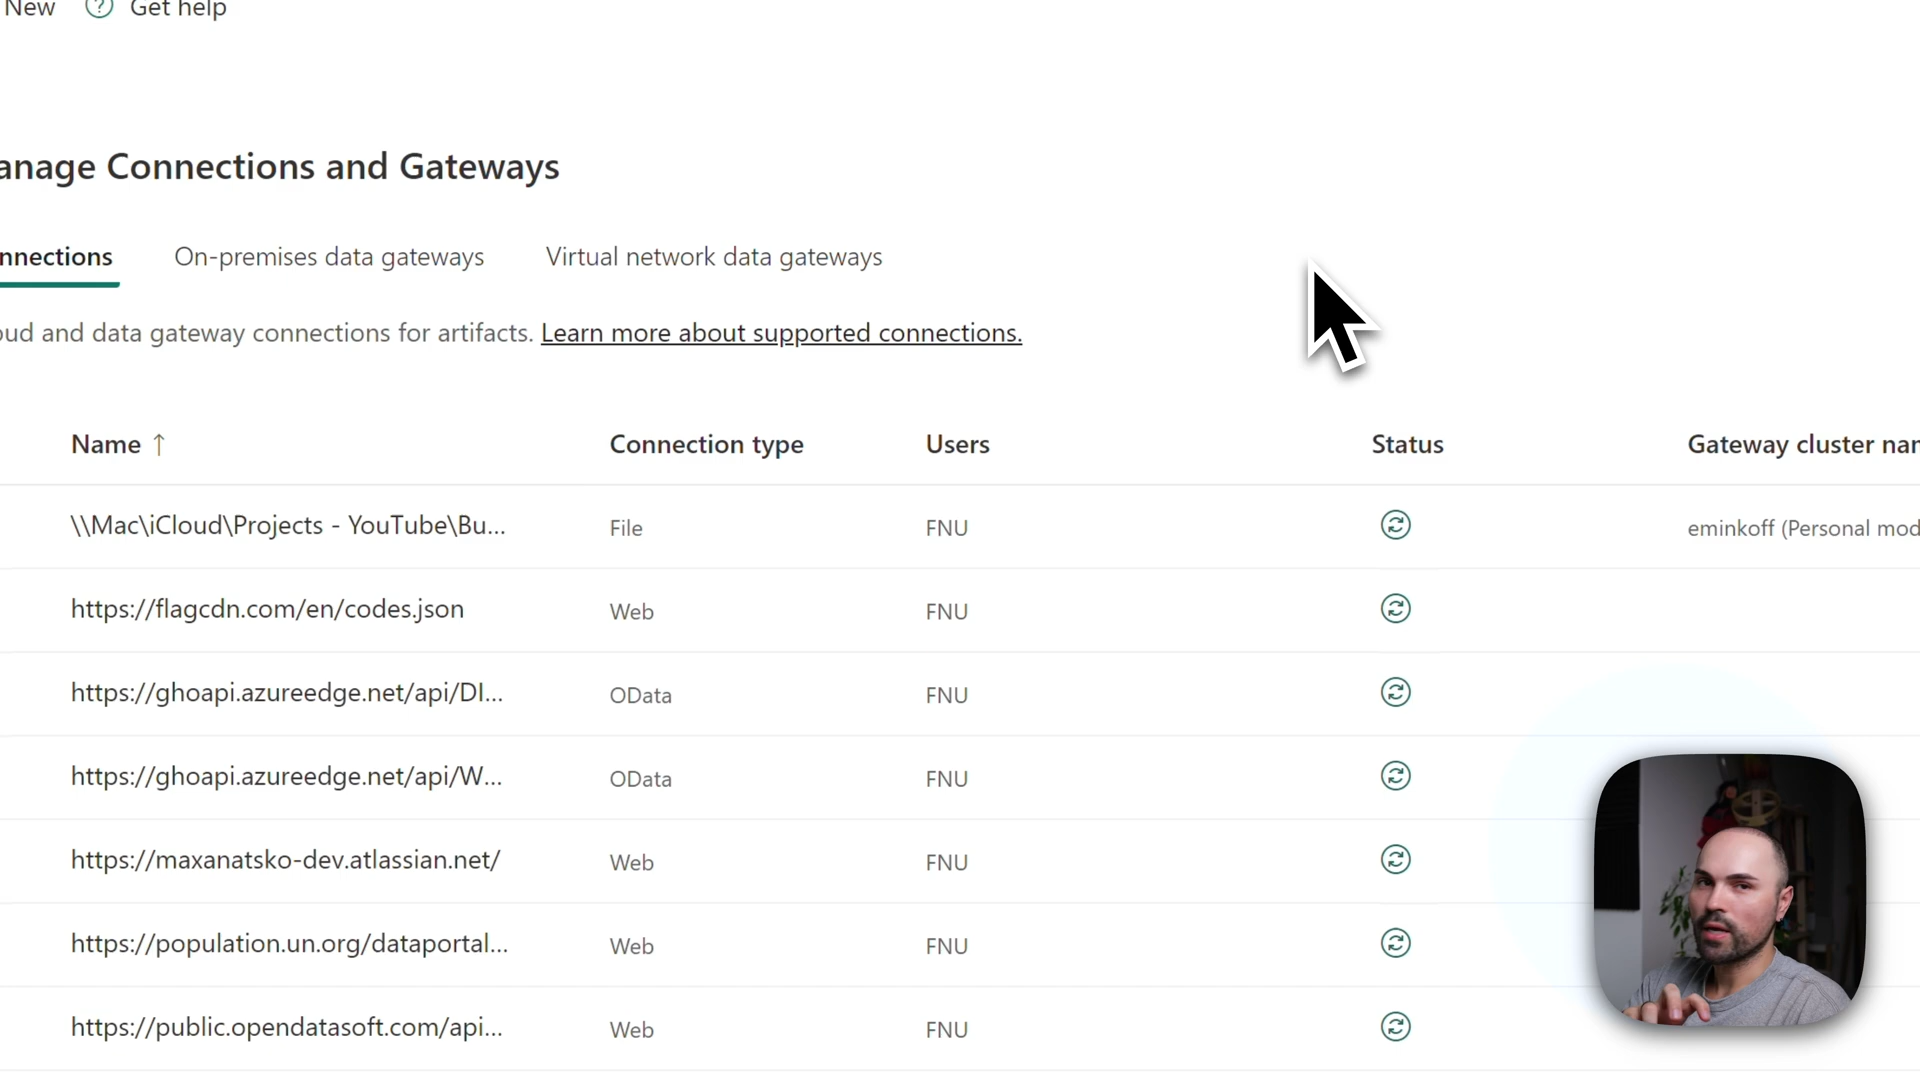 New Get help
anage Connections and Gateways
nnections On-premises data gateways Virtual network data gateways
oud and data gateway connections for artifacts. Learn more about supported connections.
Name ↑ Connection type Users Status Gateway cluster nar
\\Mac\iCloud\Projects - YouTube\Bu... File FNU eminkoff (Personal mod
https://flagcdn.com/en/codes.json Web FNU
https://ghoapi.azureedge.net/api/DI... OData FNU
https://ghoapi.azureedge.net/api/W... OData FNU
https://maxanatsko-dev.atlassian.net/ Web FNU
https://population.un.org/dataportal... Web FNU
https://public.opendatasoft.com/api... Web FNU